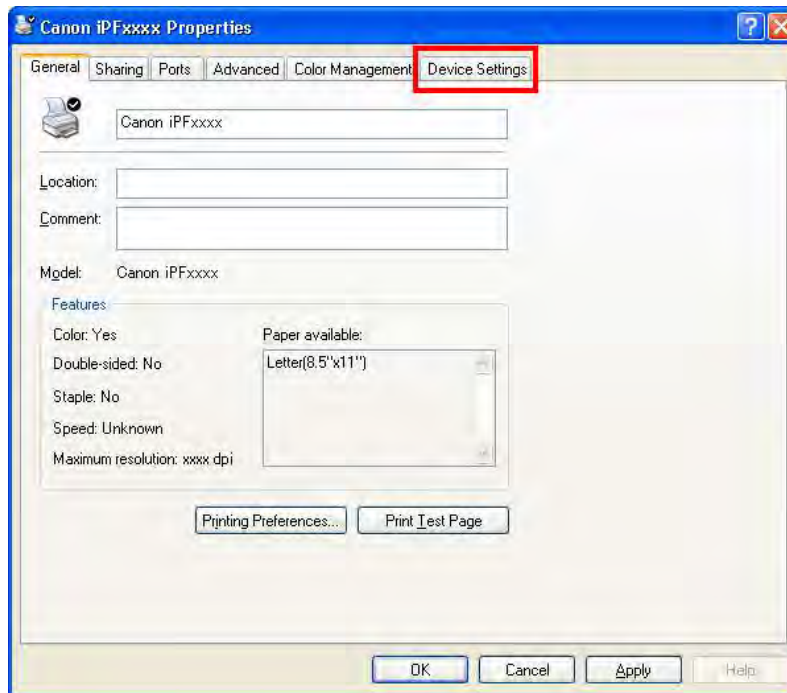 Canon iPFxxxx Properties
General Sharing Ports Advanced Color Management Device Settings
Canon iPFxxxx
Location:
Comment:
Model: Canon iPFxxxx
Features
Color: Yes Paper available:
Double-sided: No Letter(8.5"x11")
Staple: No
Speed: Unknown
Maximum resolution: xxxx dpi
Printing Preferences... Print Test Page
OK Cancel Apply Help